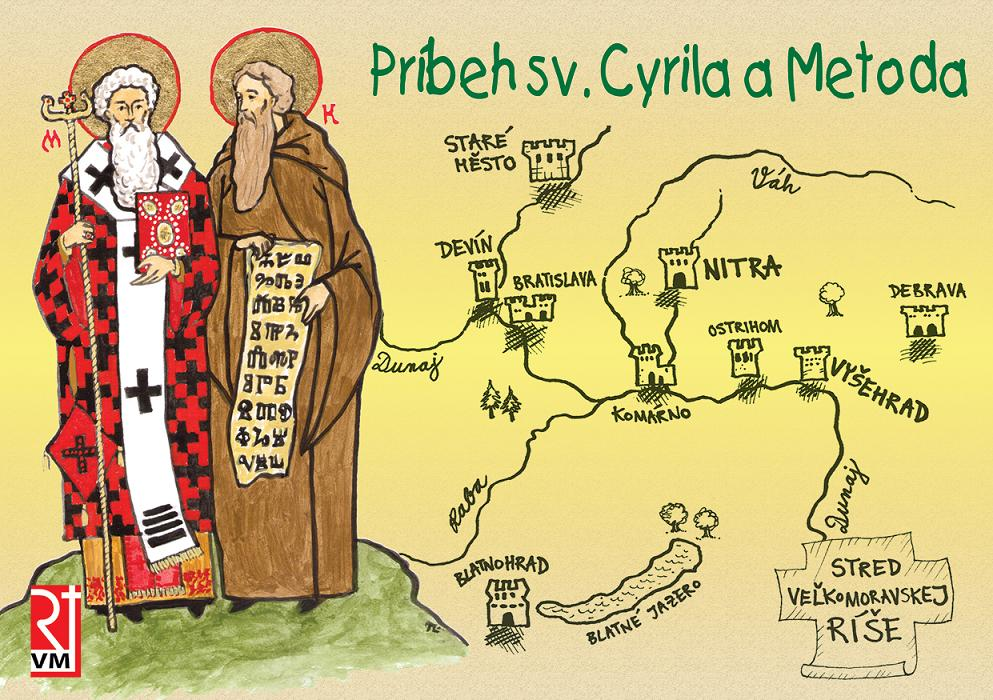 Príbeh sv. Cyrila a Metoda
M
K
STARÉ
MĚSTO
Váh
DEVÍN
BRATISLAVA
NITRA
DEBRAVA
OSTRIHOM
VYŠEHRAD
Dunaj
KOMÁRNO
Raba
Dunaj
BLATNOHRAD
BLATNÉ JAZERO
STRED
VEĽKOMORAVSKEJ
RÍŠE
R
VM